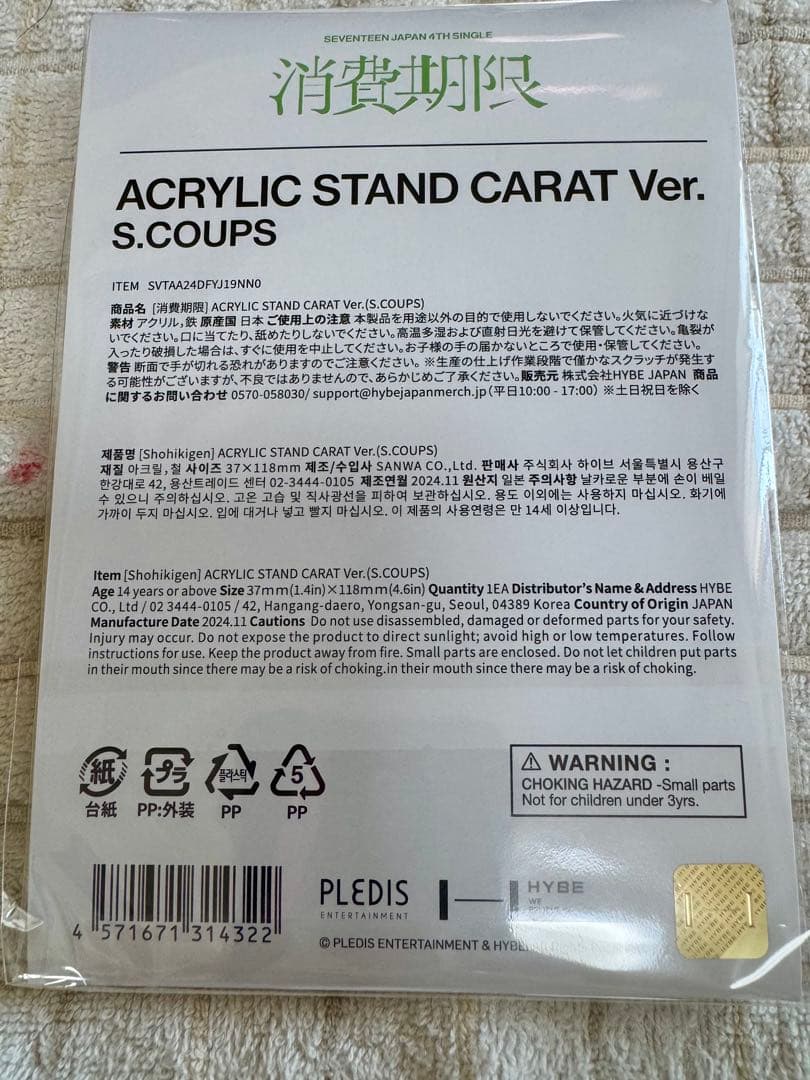 SEVENTEEN JAPAN 4TH SINGLE
消費期限
ACRYLIC STAND CARAT Ver.
S.COUPS
ITEM SVTAA24DFYJ19NN0
商品名 [消費期限] ACRYLIC STAND CARAT Ver.(S.COUPS)
素材 アクリル,鉄 原産国 日本 ご使用上の注意 本製品を用途以外の目的で使用しないでください。火気に近づけな
いでください。口に当てたり、舐めたりしないでください。高温多湿および直射日光を避けて保管してください。亀裂が
入ったり破損した場合は、すぐに使用を中止してください。お子様の手の届かないところで使用・保管してください。
警告 断面で手が切れる恐れがありますのでご注意ください。 ※生産の仕上げ作業段階で僅かなスクラッチが発生す
る可能性がございますが、不良ではありませんので、あらかじめご了承ください。販売元 株式会社HYBE JAPAN 商品
に関するお問い合わせ 0570-058030/ support@hybejapanmerch.jp(平日10:00 - 17:00) ※土日祝日を除く
제품명 [Shohikigen] ACRYLIC STAND CARAT Ver.(S.COUPS)
재질 아크릴, 철 사이즈 37×118mm 제조/수입사 SANWA CO.,Ltd. 판매사 주식회사 하이브 서울특별시 용산구
한강대로 42, 용산트레이드 센터 02-3444-0105 제조연월 2024.11 원산지 일본 주의사항 날카로운 부분에 손이 베일
수 있으니 주의하십시오. 고온 고습 및 직사광선을 피하여 보관하십시오. 용도 이외에는 사용하지 마십시오. 화기에
가까이 두지 마십시오. 입에 대거나 넣고 빨지 마십시오. 이 제품의 사용연령은 만 14세 이상입니다.
Item [Shohikigen] ACRYLIC STAND CARAT Ver.(S.COUPS)
Age 14 years or above Size 37mm(1.4in)×118mm(4.6in) Quantity 1EA Distributor's Name & Address HYBE
CO., Ltd / 02 3444-0105 / 42, Hangang-daero, Yongsan-gu, Seoul, 04389 Korea Country of Origin JAPAN
Manufacture Date 2024.11 Cautions Do not use disassembled, damaged or deformed parts for your safety.
Injury may occur. Do not expose the product to direct sunlight; avoid high or low temperatures. Follow
instructions for use. Keep the product away from fire. Small parts are enclosed. Do not let children put parts
in their mouth since there may be a risk of choking.in their mouth since there may be a risk of choking.
紙 プラ 플라스틱 5
台紙 PP:外装 PP PP
⚠ WARNING :
CHOKING HAZARD -Small parts
Not for children under 3yrs.
4 571671 314322
PLEDIS
ENTERTAINMENT
HYBE
WE
© PLEDIS ENTERTAINMENT & HYBE